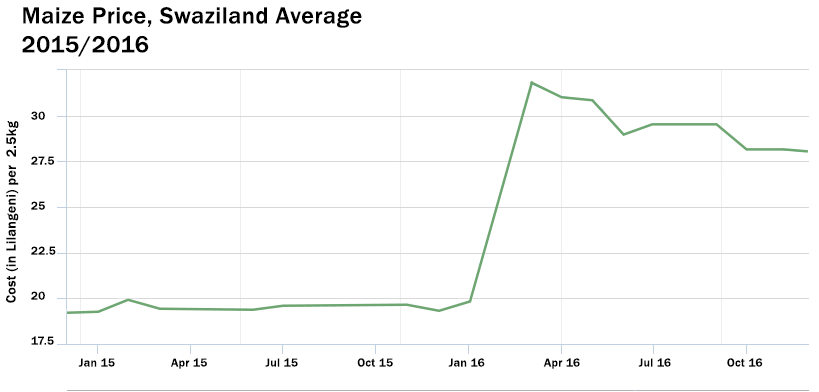 Maize Price, Swaziland Average
2015/2016
Cost (in Lilangeni) per 2.5kg
30
27.5
25
22.5
20
17.5
Jan 15 Apr 15 Jul 15 Oct 15 Jan 16 Apr 16 Jul 16 Oct 16